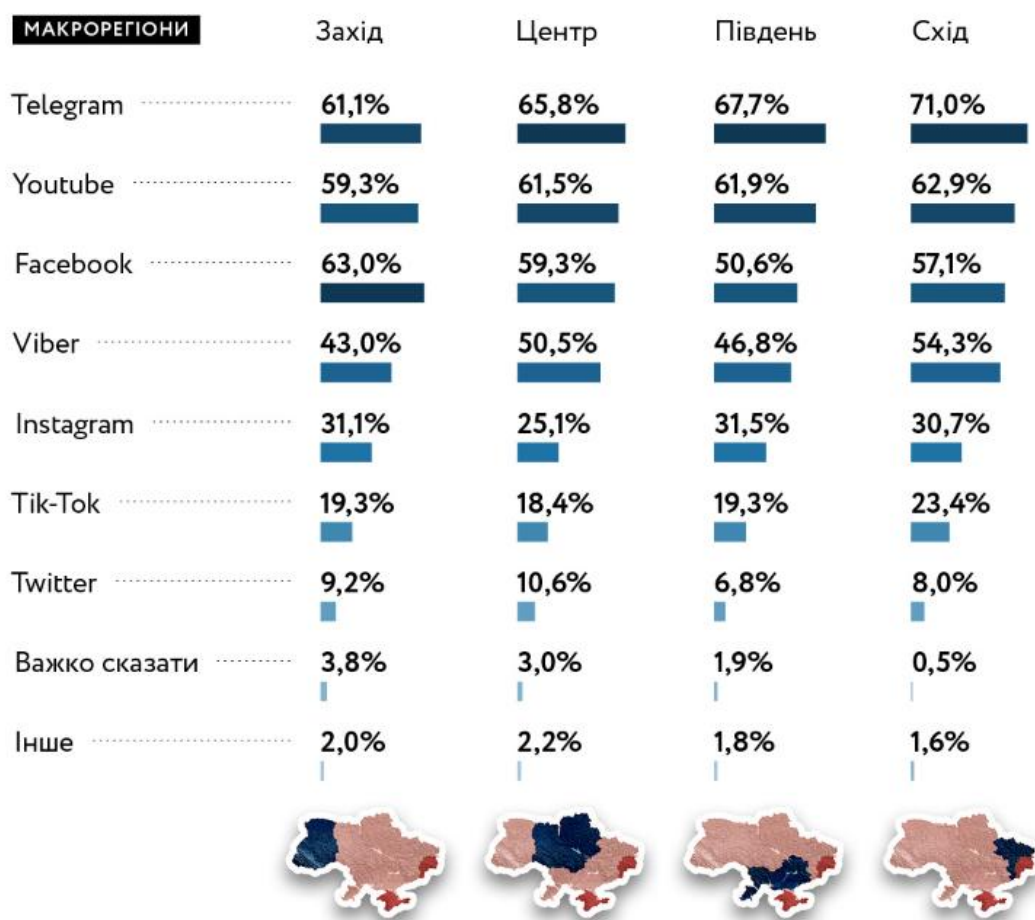 МАКРОРЕГІОНИ Захід Центр Південь Схід
Telegram 61,1% 65,8% 67,7% 71,0%
Youtube 59,3% 61,5% 61,9% 62,9%
Facebook 63,0% 59,3% 50,6% 57,1%
Viber 43,0% 50,5% 46,8% 54,3%
Instagram 31,1% 25,1% 31,5% 30,7%
Tik-Tok 19,3% 18,4% 19,3% 23,4%
Twitter 9,2% 10,6% 6,8% 8,0%
Важко сказати 3,8% 3,0% 1,9% 0,5%
Інше 2,0% 2,2% 1,8% 1,6%